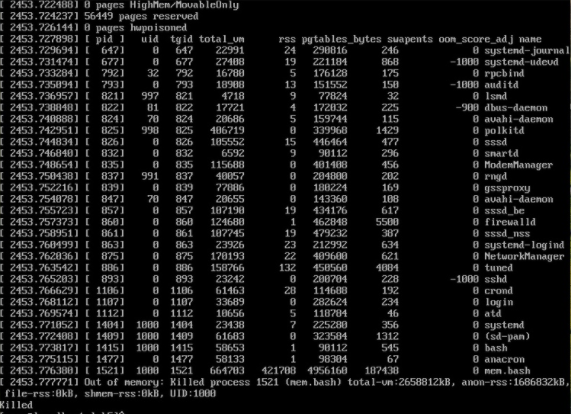 [ 2453.722488] 0 pages HighMem/MovableOnly
[ 2453.724237] 56449 pages reserved
[ 2453.726144] 0 pages hwpoisoned
[ 2453.727898] [ pid ] uid tgid total_vm rss pgtables_bytes swapents oom_score_adj name
[ 2453.729694] [ 647] 0 647 22991 24 290816 246 0 systemd-journal
[ 2453.731474] [ 677] 0 677 27408 19 221184 868 -1000 systemd-udevd
[ 2453.733284] [ 792] 32 792 16780 5 176128 175 0 rpcbind
[ 2453.735094] [ 793] 0 793 18908 13 151552 150 -1000 auditd
[ 2453.736957] [ 821] 997 821 4718 9 77824 32 0 lsmd
[ 2453.738848] [ 822] 81 822 17721 4 172032 225 -900 dbus-daemon
[ 2453.740888] [ 824] 70 824 20686 5 159744 115 0 avahi-daemon
[ 2453.742951] [ 825] 998 825 406719 0 339968 1429 0 polkitd
[ 2453.744834] [ 826] 0 826 105552 15 446464 477 0 sssd
[ 2453.746840] [ 832] 0 832 6592 9 90112 296 0 smartd
[ 2453.748654] [ 835] 0 835 115608 0 401408 456 0 ModemManager
[ 2453.750438] [ 837] 991 837 40057 0 204800 202 0 rngd
[ 2453.752216] [ 839] 0 839 77806 0 180224 169 0 gssproxy
[ 2453.754078] [ 847] 70 847 20655 0 143360 108 0 avahi-daemon
[ 2453.755723] [ 857] 0 857 107190 19 434176 617 0 sssd_be
[ 2453.757373] [ 860] 0 860 124680 1 462848 5500 0 firewalld
[ 2453.758951] [ 861] 0 861 107745 19 479232 387 0 sssd_nss
[ 2453.760499] [ 863] 0 863 23926 23 212992 634 0 systemd-logind
[ 2453.762036] [ 875] 0 875 170193 22 409600 621 0 NetworkManager
[ 2453.763542] [ 886] 0 886 158766 132 458560 4084 0 tuned
[ 2453.765203] [ 893] 0 893 23242 0 208704 228 -1000 sshd
[ 2453.766629] [ 1106] 0 1106 61463 28 114688 192 0 crond
[ 2453.768112] [ 1107] 0 1107 33689 0 282624 234 0 login
[ 2453.769574] [ 1112] 0 1112 10656 5 118784 46 0 atd
[ 2453.771052] [ 1404] 1000 1404 23438 7 225280 356 0 systemd
[ 2453.772408] [ 1409] 1000 1409 61603 0 323584 1312 0 (sd-pam)
[ 2453.773817] [ 1415] 1000 1415 58653 1 90112 545 0 bash
[ 2453.775115] [ 1477] 0 1477 58133 1 98304 67 0 anacron
[ 2453.776380] [ 1521] 1000 1521 664703 421708 4956160 187438 0 mem.bash
[ 2453.777771] Out of memory: Killed process 1521 (mem.bash) total-vm:2658812kB, anon-rss:1686832kB,
file-rss:0kB, shmem-rss:0kB, UID:1000
Killed